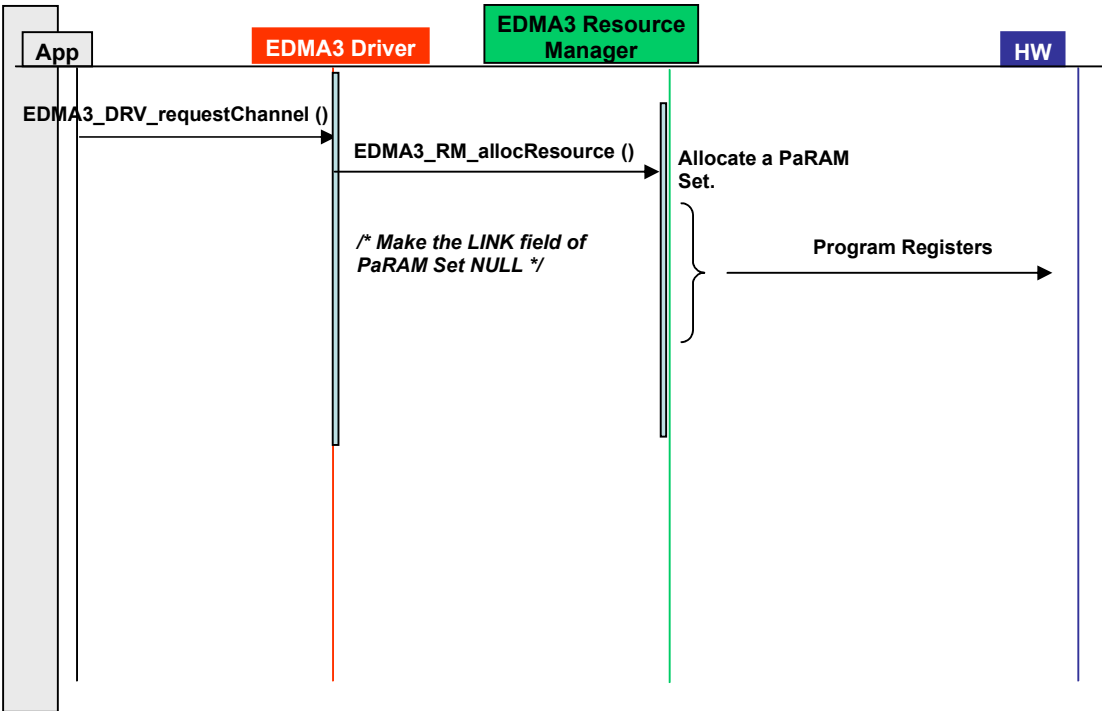 App
EDMA3 Driver
EDMA3 Resource
Manager
HW
EDMA3_DRV_requestChannel ()
EDMA3_RM_allocResource ()
Allocate a PaRAM
Set.
/* Make the LINK field of
PaRAM Set NULL */
Program Registers